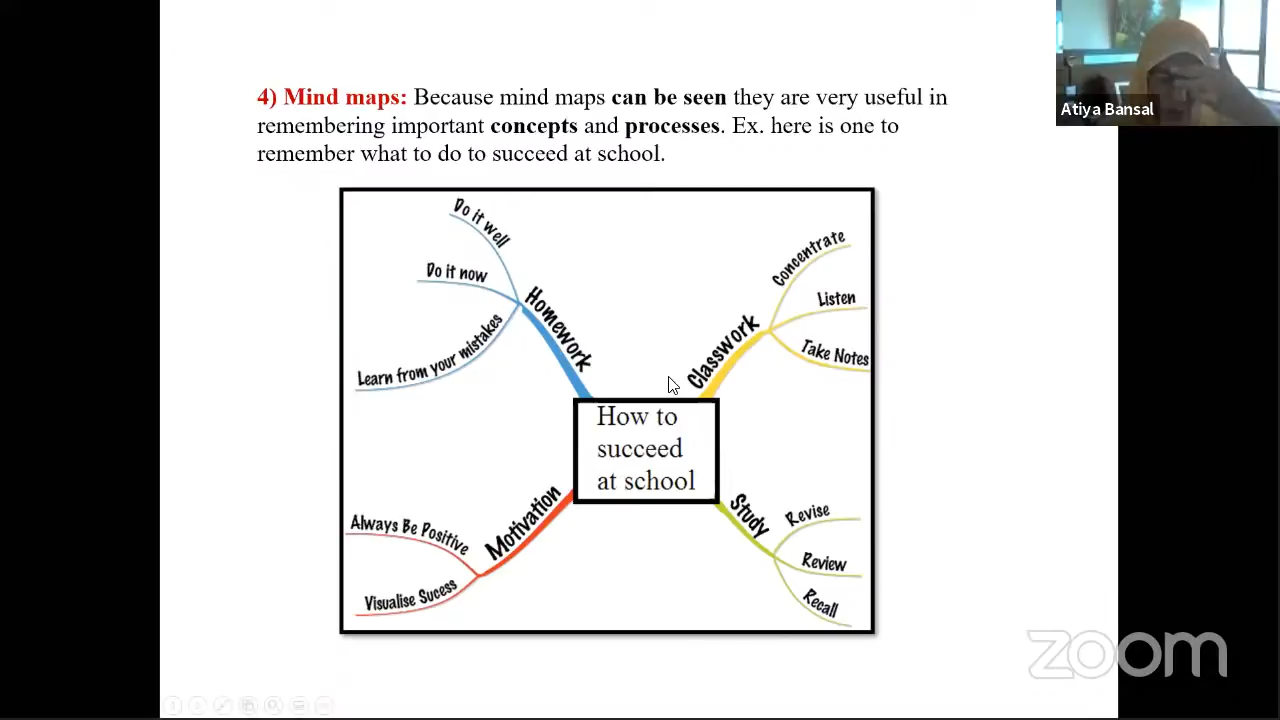 4) Mind maps: Because mind maps can be seen they are very useful in
remembering important concepts and processes. Ex. here is one to
remember what to do to succeed at school.
Atiya Bansal
Do it well
Do it now
Learn from your mistakes
Homework
Concentrate
Listen
Take Notes
Classwork
How to
succeed
at school
Always Be Positive
Visualise Sucess
Motivation
Study
Revise
Review
Recall
zoom